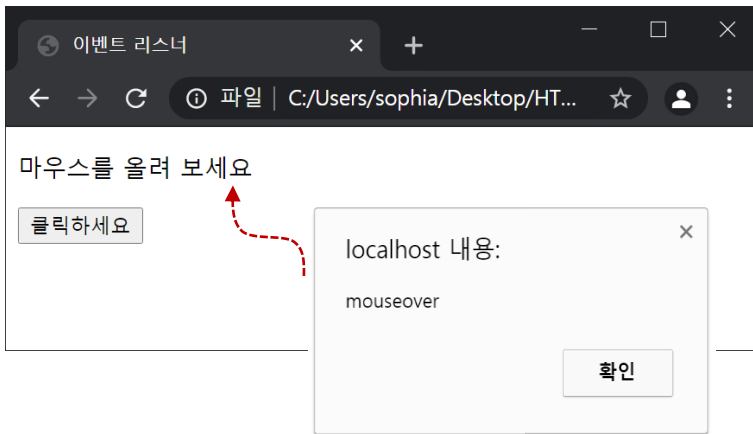 이벤트 리스너
파일 C:/Users/sophia/Desktop/HT...
마우스를 올려 보세요
클릭하세요
localhost 내용:
mouseover
확인